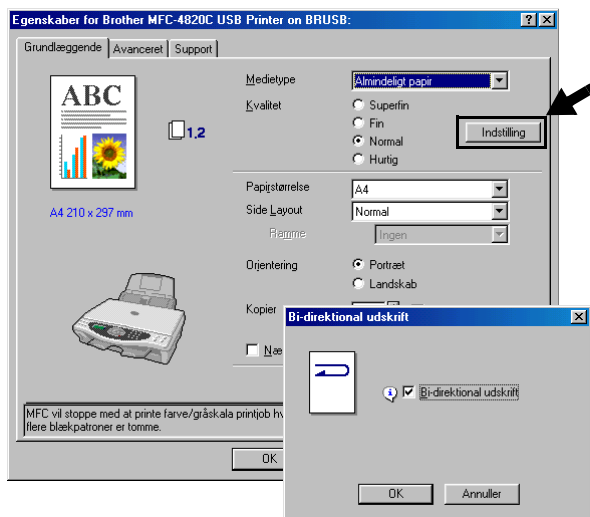 Egenskaber for Brother MFC-4820C USB Printer on BRUSB:
Grundlæggende Avanceret Support
ABC
1,2
A4 210 x 297 mm
Medietype Almindeligt papir
Kvalitet
Superfin
Fin
Normal
Hurtig
Indstilling
Papirstørrelse A4
Side Layout Normal
Ramme Ingen
Orjentering
Portræt
Landskab
Kopier
MFC vil stoppe med at printe farve/gråskala printjob
flere blækpatroner er tomme.
OK
Bi-direktional udskrift
Bi-direktional udskrift
OK Annuller